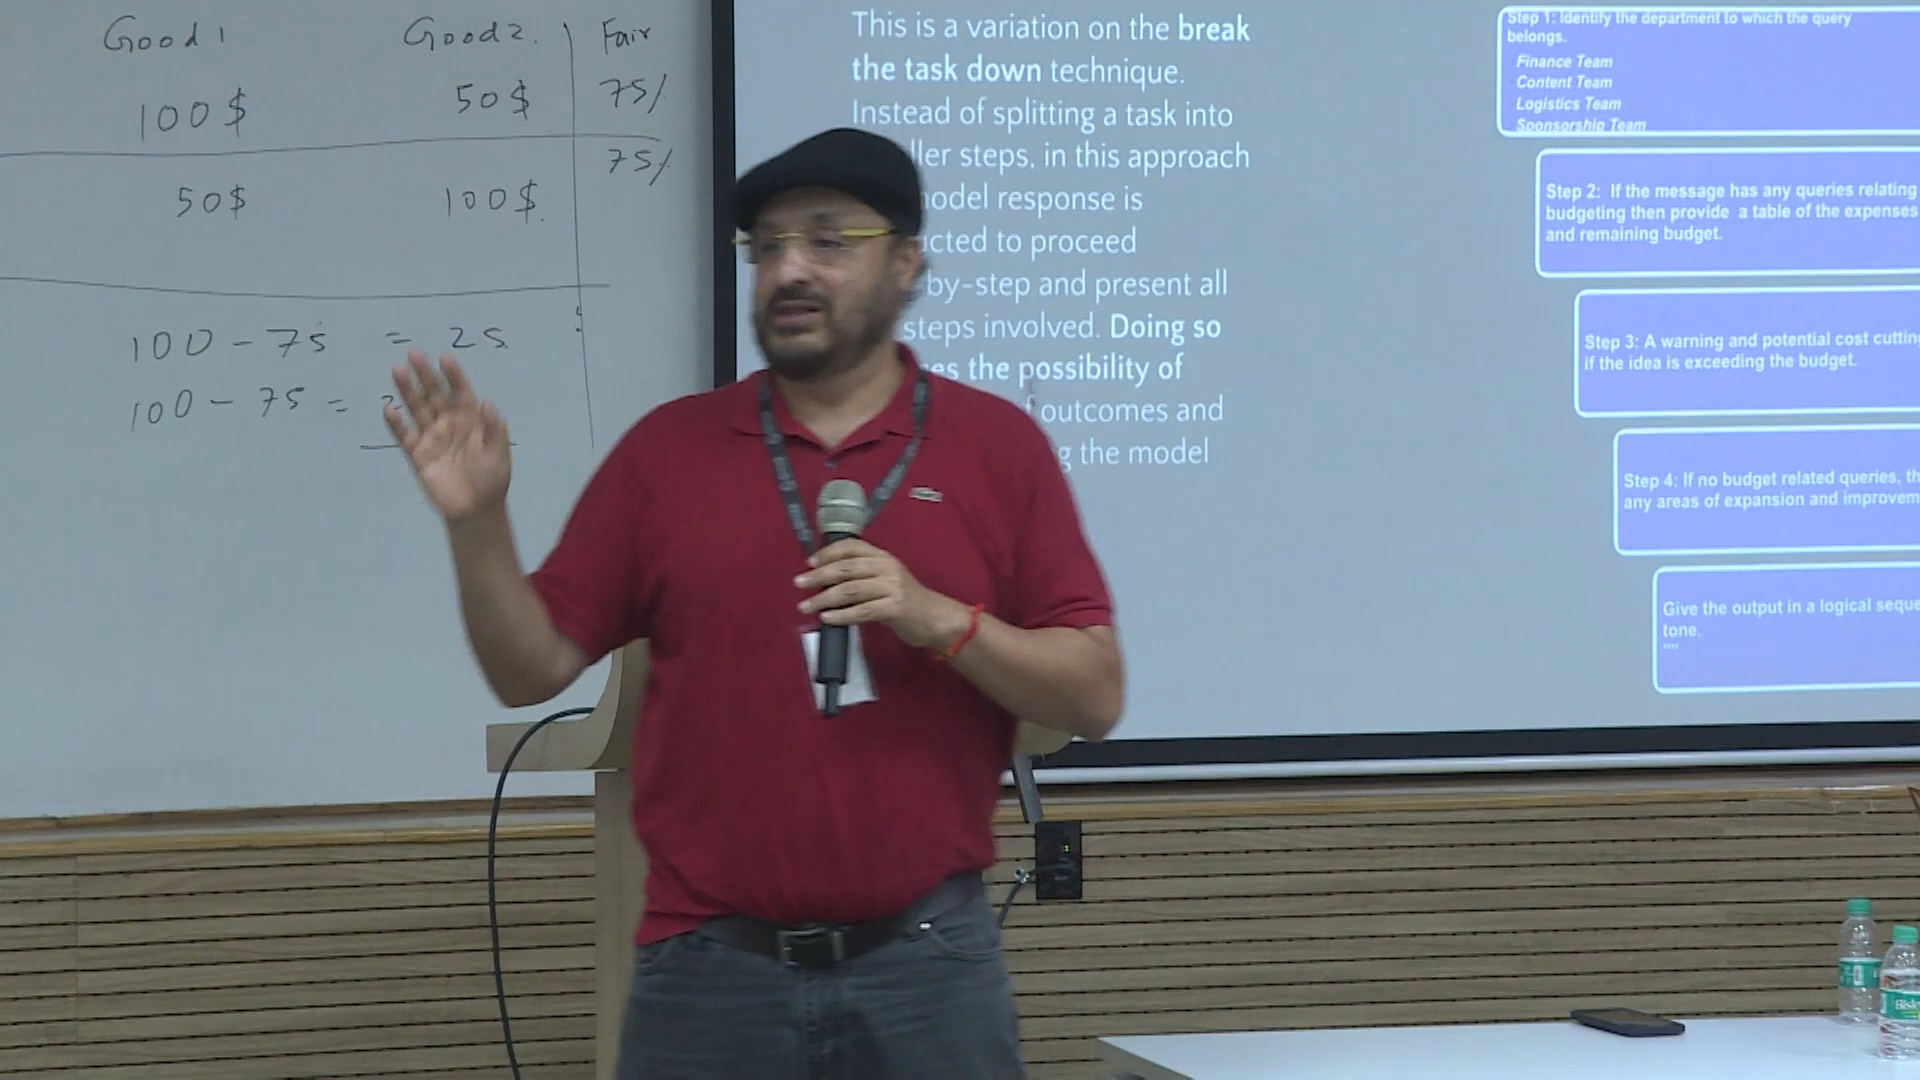 Good 1 Good 2. Fair
100$ 50$ 75/.
50$ 100$. 75/.
100 - 75 = 25.
100 - 75 =
This is a variation on the break
the task down technique.
Instead of splitting a task into
steps, in this approach
response is
to proceed
by-step and present all
steps involved. Doing so
the possibility of
outcomes and
the model
Step 1: Identify the department to which the query
belongs.
Finance Team
Content Team
Logistics Team
Sponsorship Team
Step 2: If the message has any queries relating
budgeting then provide a table of the expenses
and remaining budget.
Step 3: A warning and potential cost
if the idea is exceeding the budget.
Step 4: If no budget related queries,
any areas of expansion and
Give the output in a logical
tone.
""""